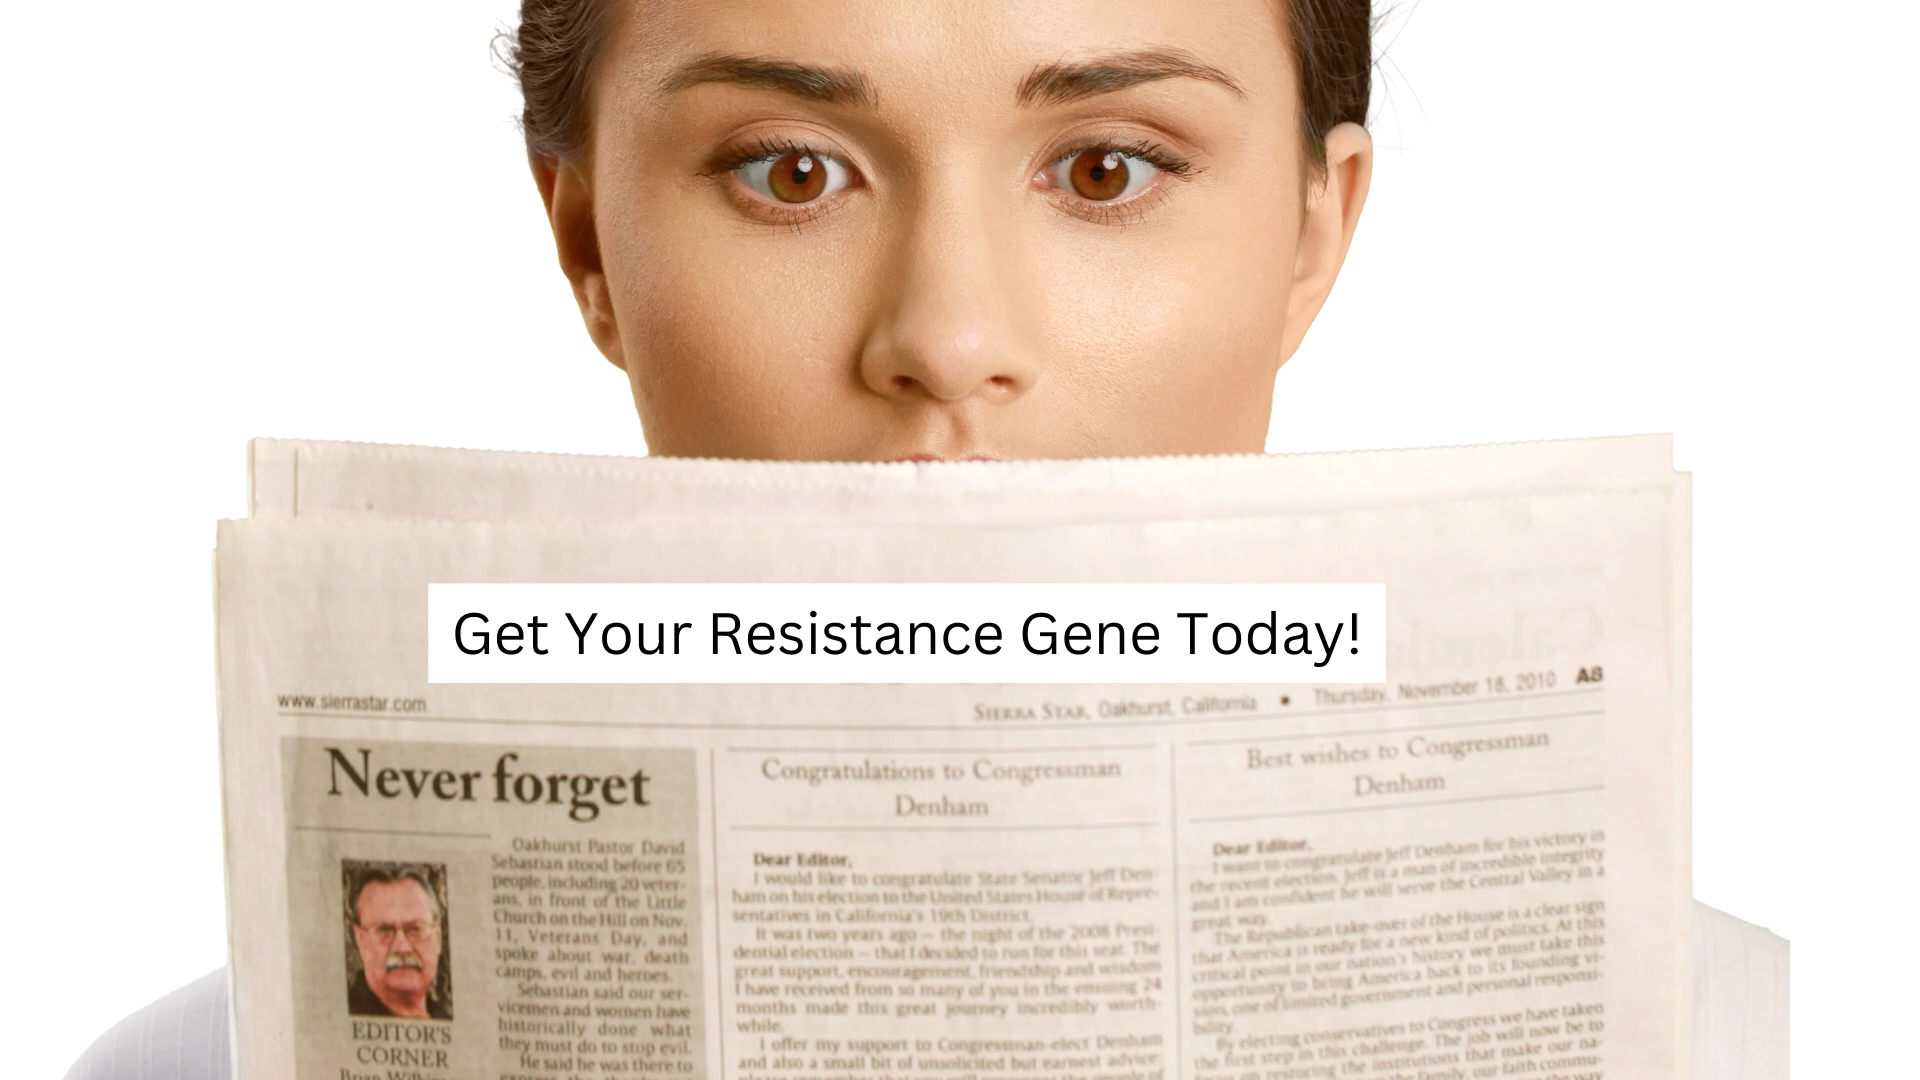 Get Your Resistance Gene Today!
www.sierrastar.com
Sierra Star, Oakhurst, California • Thursday, November 18, 2010 A8
Never forget
Oakhurst Pastor David
Sebastian stood before 65
people, including 20 veter-
ans, in front of the Little
Church on the Hill on Nov.
11, Veterans Day, and
spoke about war, death
camps, evil and heroes.
Sebastian said our ser-
vicemen and women have
historically done what
they must do to stop evil.
He said he was there to
EDITOR'S
CORNER
Congratulations to Congressman
Denham
Dear Editor,
I would like to congratulate State Senator Jeff Den-
ham on his election to the United States House of Repre-
sentatives in California's 19th District.
It was two years ago — the night of the 2008 Presi-
dential election — that I decided to run for this seat. The
great support, encouragement, friendship and wisdom
I have received from so many of you in the ensuing 24
months made this great journey incredibly worth-
while.
I offer my support to Congressman-elect Denham
and also a small bit of unsolicited but earnest advice:
Best wishes to Congressman
Denham
Dear Editor,
I want to congratulate Jeff Denham for his victory in
the recent election. Jeff is a man of incredible integrity
and I am confident he will serve the Central Valley in a
great way.
The Republican take-over of the House is a clear sign
that America is ready for a new kind of politics. At this
critical point in our nation's history we must take this
opportunity to bring America back to its founding vi-
sion, one of limited government and personal responsi-
bility.
By electing conservatives to Congress we have taken
the first step in this challenge. The job will now be to
restoring the institutions that make our na-
the family, our faith commu-